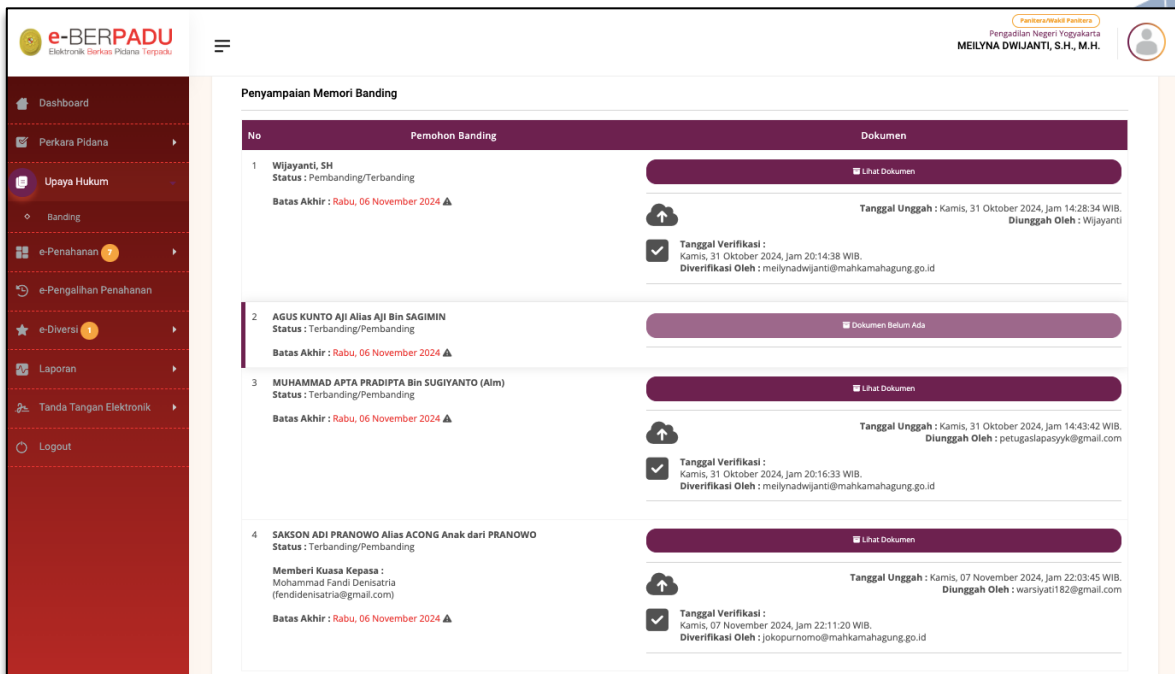 e-BERPADU
Elektronik Berkas Pidana Terpadu
Panitera/Wakil Panitera
Pengadilan Negeri Yogyakarta
MEILYNA DWIJANTI, S.H., M.H.
Dashboard
Perkara Pidana
Upaya Hukum
Banding
e-Penahanan 7
e-Pengalihan Penahanan
e-Diversi 1
Laporan
Tanda Tangan Elektronik
Logout
Penyampaian Memori Banding
No Pemohon Banding Dokumen
1 Wijayanti, SH
Status : Pembanding/Terbanding
Batas Akhir : Rabu, 06 November 2024
Lihat Dokumen
Tanggal Unggah : Kamis, 31 Oktober 2024, Jam 14:28:34 WIB.
Diunggah Oleh : Wijayanti
Tanggal Verifikasi :
Kamis, 31 Oktober 2024, Jam 20:14:38 WIB.
Diverifikasi Oleh : meilynadwijanti@mahkamahagung.go.id
2 AGUS KUNTO AJI Alias AJI Bin SAGIMIN
Status : Terbanding/Pembanding
Batas Akhir : Rabu, 06 November 2024
Dokumen Belum Ada
3 MUHAMMAD APTA PRADIPTA Bin SUGIYANTO (Alm)
Status : Terbanding/Pembanding
Batas Akhir : Rabu, 06 November 2024
Lihat Dokumen
Tanggal Unggah : Kamis, 31 Oktober 2024, Jam 14:43:42 WIB.
Diunggah Oleh : petugaslapasyyk@gmail.com
Tanggal Verifikasi :
Kamis, 31 Oktober 2024, Jam 20:16:33 WIB.
Diverifikasi Oleh : meilynadwijanti@mahkamahagung.go.id
4 SAKSON ADI PRANOWO Alias ACONG Anak dari PRANOWO
Status : Terbanding/Pembanding
Memberi Kuasa Kepasa :
Mohammad Fandi Denisatria
(fendidenisatria@gmail.com)
Batas Akhir : Rabu, 06 November 2024
Lihat Dokumen
Tanggal Unggah : Kamis, 07 November 2024, Jam 22:03:45 WIB.
Diunggah Oleh : warsiyati182@gmail.com
Tanggal Verifikasi :
Kamis, 07 November 2024, Jam 22:11:20 WIB.
Diverifikasi Oleh : jokopurnomo@mahkamahagung.go.id